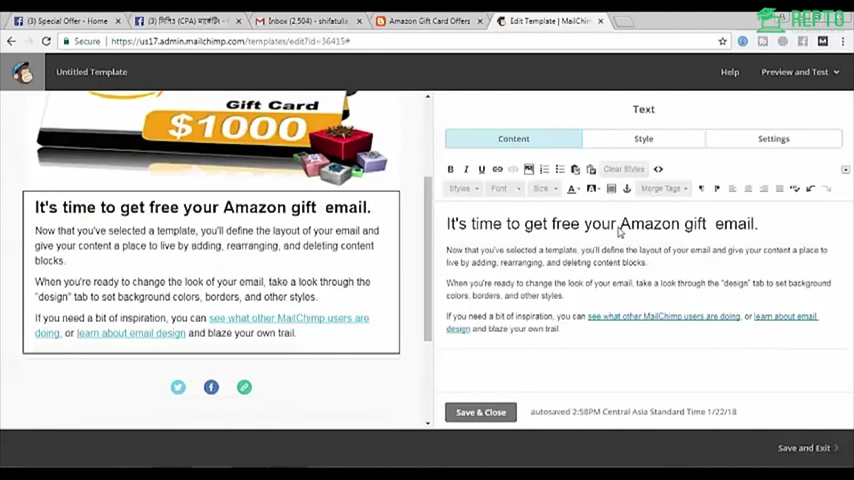 (3) Special Offer - Home
(3) সিপিএ (CPA) মার্কেটিং -
Inbox (2,504) - shifatulis
Amazon Gift Card Offers
Edit Template | MailChim
REPTO
Secure https://us17.admin.mailchimp.com/templates/edit?id=36415#
Untitled Template
Help
Preview and Test
Gift Card
$1000
It's time to get free your Amazon gift email.
Now that you've selected a template, you'll define the layout of your email and
give your content a place to live by adding, rearranging, and deleting content
blocks.
When you're ready to change the look of your email, take a look through the
"design" tab to set background colors, borders, and other styles.
If you need a bit of inspiration, you can see what other MailChimp users are
doing, or learn about email design and blaze your own trail.
Text
Content
Style
Settings
B I U
Clear Styles
Styles
Font
Size
A
A
Merge Tags
It's time to get free your Amazon gift email.
Now that you've selected a template, you'll define the layout of your email and give your content a place to
live by adding, rearranging, and deleting content blocks.
When you're ready to change the look of your email, take a look through the "design" tab to set background
colors, borders, and other styles.
If you need a bit of inspiration, you can see what other MailChimp users are doing, or learn about email
design and blaze your own trail.
Save & Close
autosaved 2:58PM Central Asia Standard Time 1/22/18
Save and Exit